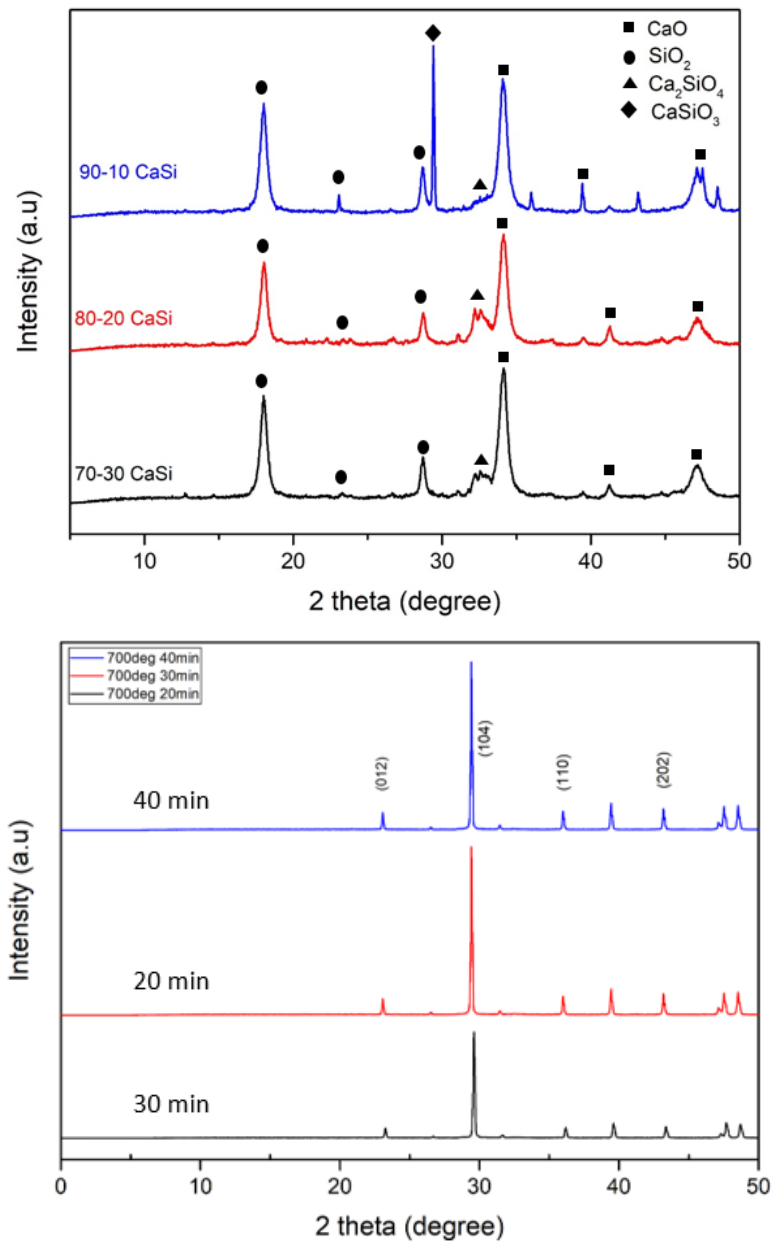 CaO
SiO₂
Ca₂SiO₄
CaSiO₃
90-10 CaSi
80-20 CaSi
70-30 CaSi
Intensity (a.u)
10 20 30 40 50
2 theta (degree)
700deg 40min
700deg 30min
700deg 20min
(012) (104) (110) (202)
40 min
20 min
30 min
Intensity (a.u)
0 10 20 30 40 50
2 theta (degree)